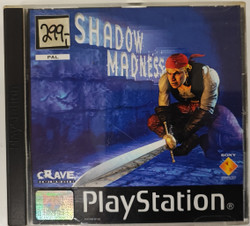 299,-
PAL
SHADOW
MADNESS
CRAVE
SONY
PlayStation®